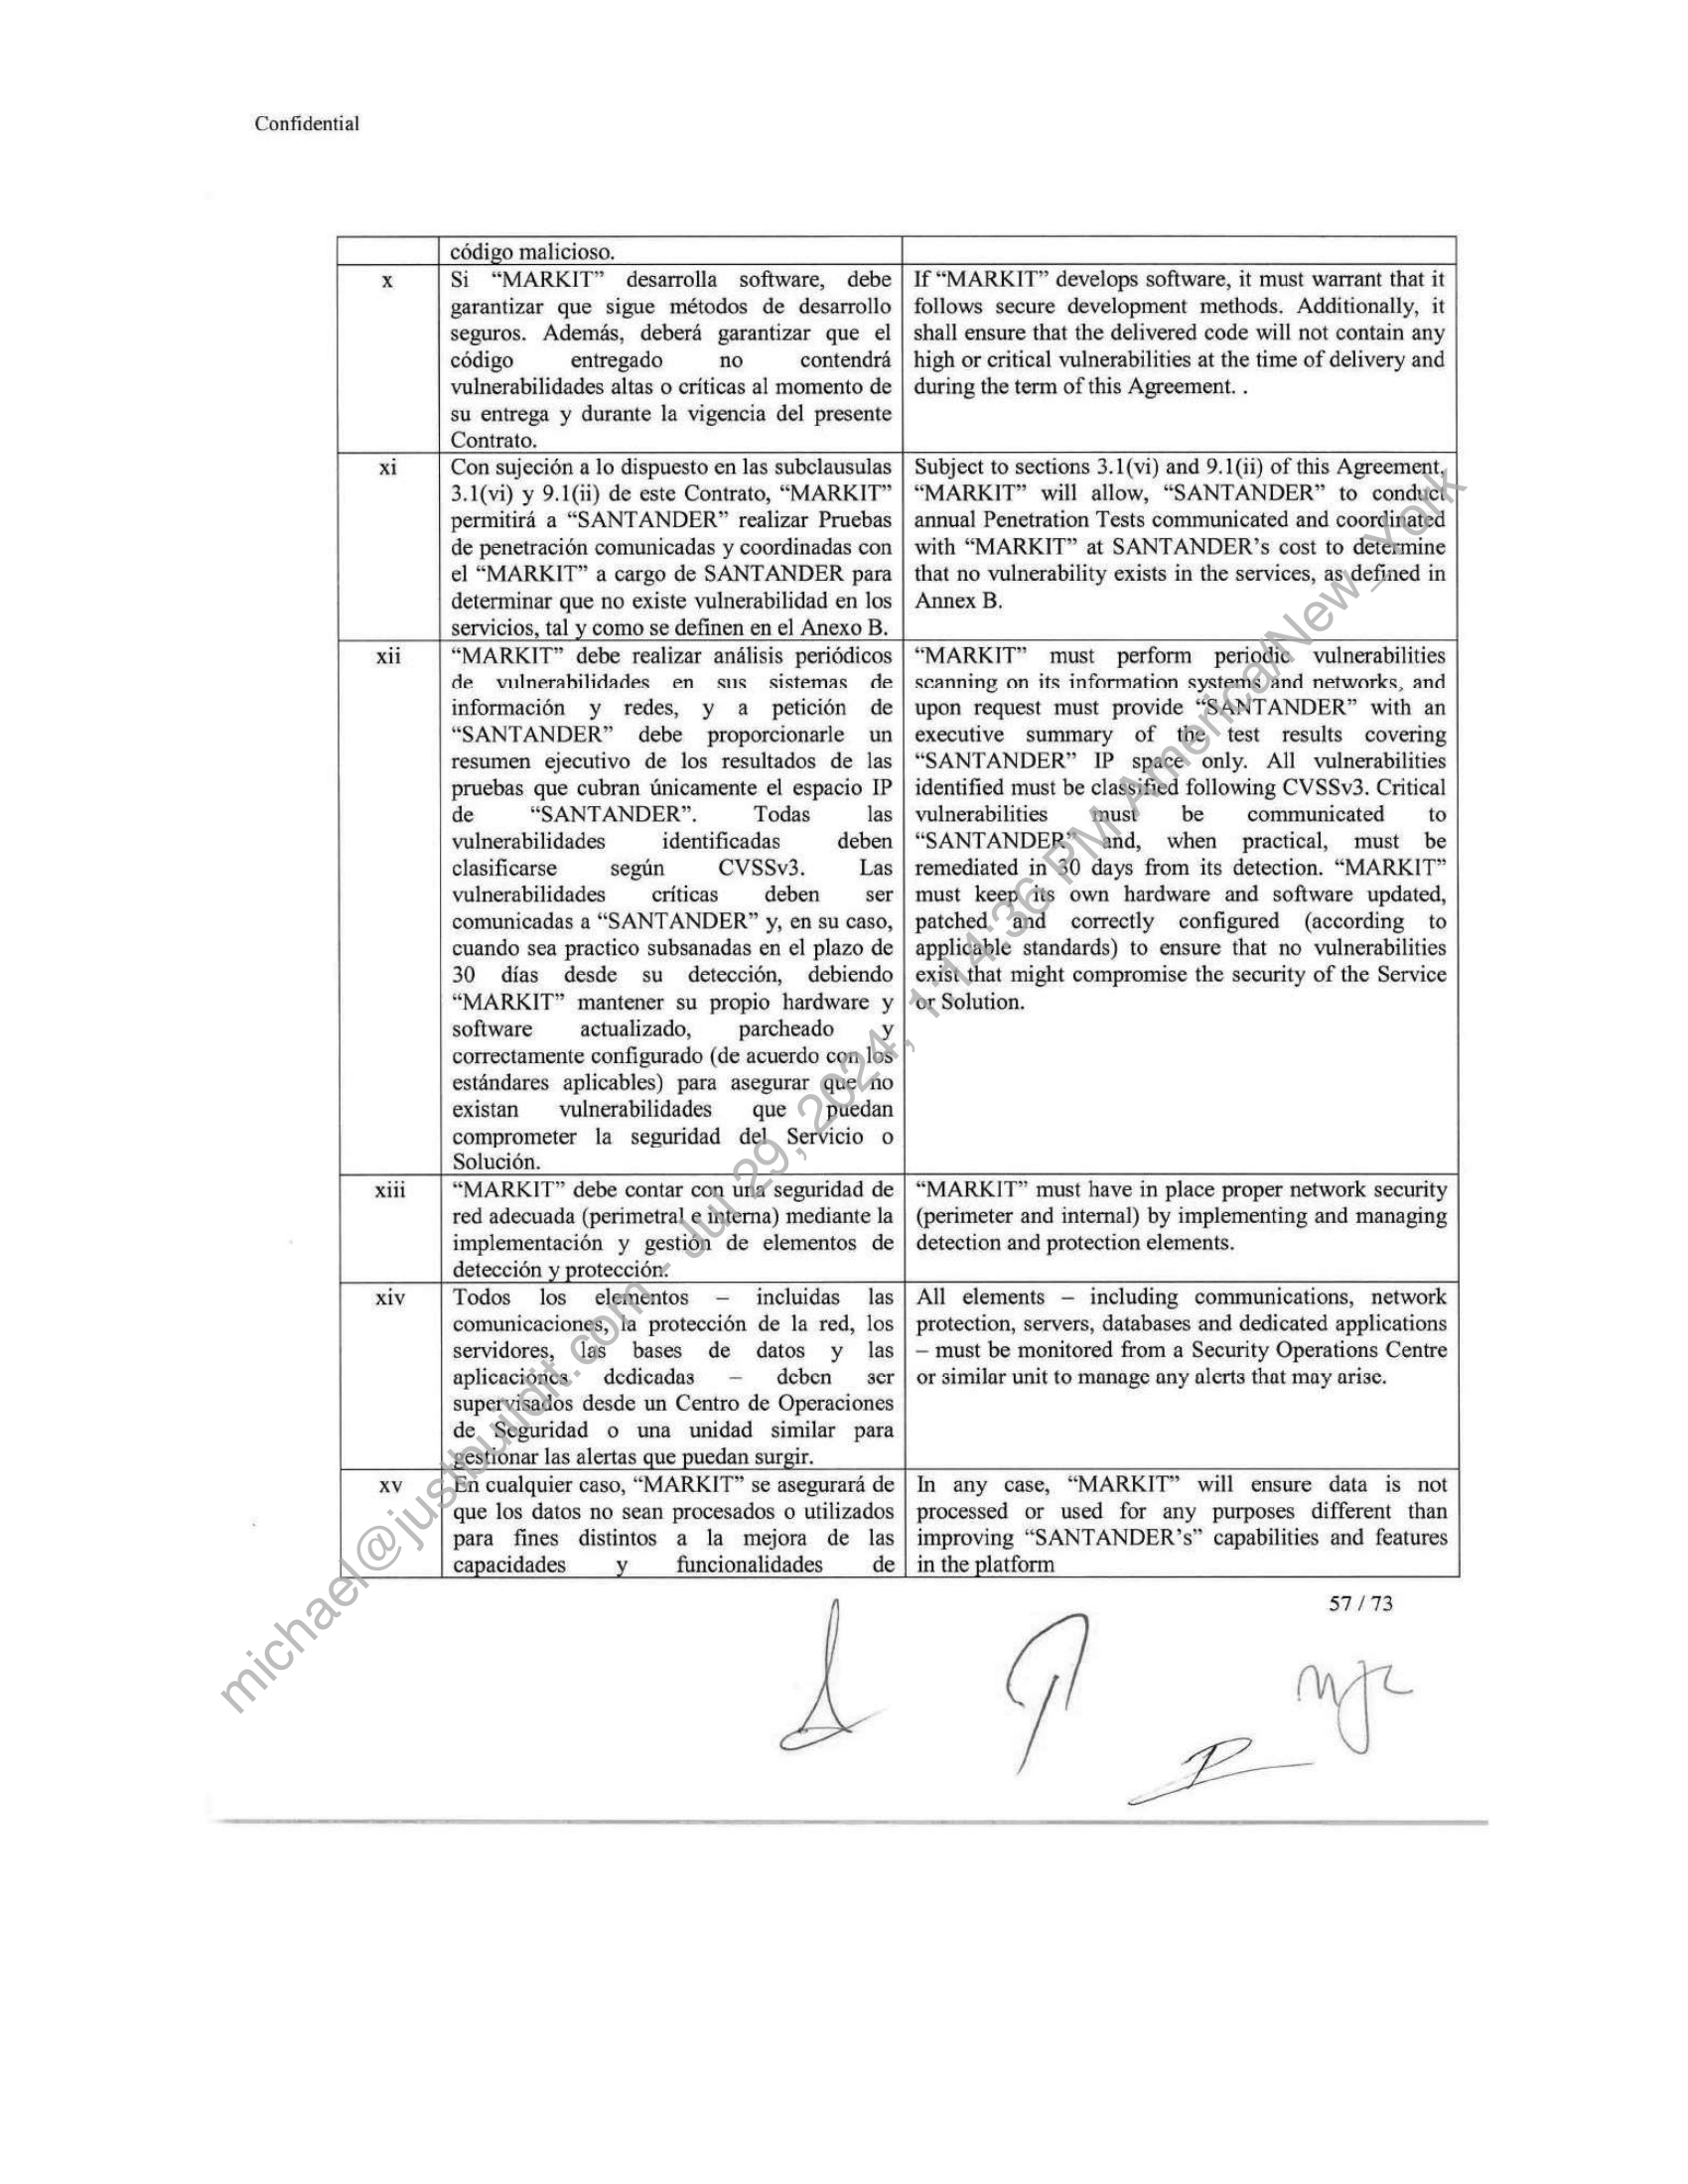 Confidential
código malicioso.
x
Si “MARKIT” desarrolla software, debe
garantizar que sigue métodos de desarrollo
seguros. Además, deberá garantizar que el
código entregado no contendrá
vulnerabilidades altas o críticas al momento de
su entrega y durante la vigencia del presente
Contrato.
If “MARKIT” develops software, it must warrant that it
follows secure development methods. Additionally, it
shall ensure that the delivered code will not contain any
high or critical vulnerabilities at the time of delivery and
during the term of this Agreement. .
xi
Con sujeción a lo dispuesto en las subclausulas
3.1(vi) y 9.1(ii) de este Contrato, “MARKIT”
permitirá a “SANTANDER” realizar Pruebas
de penetración comunicadas y coordinadas con
el “MARKIT” a cargo de SANTANDER para
determinar que no existe vulnerabilidad en los
servicios, tal y como se definen en el Anexo B.
Subject to sections 3.1(vi) and 9.1(ii) of this Agreement,
“MARKIT” will allow, “SANTANDER” to conduct
annual Penetration Tests communicated and coordinated
with “MARKIT” at SANTANDER’s cost to determine
that no vulnerability exists in the services, as defined in
Annex B.
xii
“MARKIT” debe realizar análisis periódicos
de vulnerabilidades en sus sistemas de
información y redes, y a petición de
“SANTANDER” debe proporcionarle un
resumen ejecutivo de los resultados de las
pruebas que cubran únicamente el espacio IP
de “SANTANDER”. Todas las
vulnerabilidades identificadas deben
clasificarse según CVSSv3. Las
vulnerabilidades críticas deben ser
comunicadas a “SANTANDER” y, en su caso,
cuando sea practico subsanadas en el plazo de
30 días desde su detección, debiendo
“MARKIT” mantener su propio hardware y
software actualizado, parcheado y
correctamente configurado (de acuerdo con los
estándares aplicables) para asegurar que no
existan vulnerabilidades que puedan
comprometer la seguridad del Servicio o
Solución.
“MARKIT” must perform periodic vulnerabilities
scanning on its information systems and networks, and
upon request must provide “SANTANDER” with an
executive summary of the test results covering
“SANTANDER” IP space only. All vulnerabilities
identified must be classified following CVSSv3. Critical
vulnerabilities must be communicated to
“SANTANDER” and, when practical, must be
remediated in 30 days from its detection. “MARKIT”
must keep its own hardware and software updated,
patched and correctly configured (according to
applicable standards) to ensure that no vulnerabilities
exist that might compromise the security of the Service
or Solution.
xiii
“MARKIT” debe contar con una seguridad de
red adecuada (perimetral e interna) mediante la
implementación y gestión de elementos de
detección y protección.
“MARKIT” must have in place proper network security
(perimeter and internal) by implementing and managing
detection and protection elements.
xiv
Todos los elementos – incluidas las
comunicaciones, la protección de la red, los
servidores, las bases de datos y las
aplicaciones dedicadas – deben ser
supervisados desde un Centro de Operaciones
de Seguridad o una unidad similar para
gestionar las alertas que puedan surgir.
All elements – including communications, network
protection, servers, databases and dedicated applications
– must be monitored from a Security Operations Centre
or similar unit to manage any alerts that may arise.
xv
En cualquier caso, “MARKIT” se asegurará de
que los datos no sean procesados o utilizados
para fines distintos a la mejora de las
capacidades y funcionalidades de
In any case, “MARKIT” will ensure data is not
processed or used for any purposes different than
improving “SANTANDER’s” capabilities and features
in the platform
57 / 73
michael@justbuildit.com - Jul 29, 2024, 1:14:36 PM America/New_York